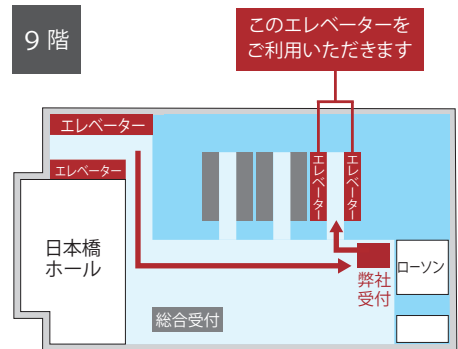 9階
このエレベーターを
ご利用いただきます
エレベーター
エレベーター
エレベーター
エレベーター
日本橋
ホール
弊社
受付
ローソン
総合受付